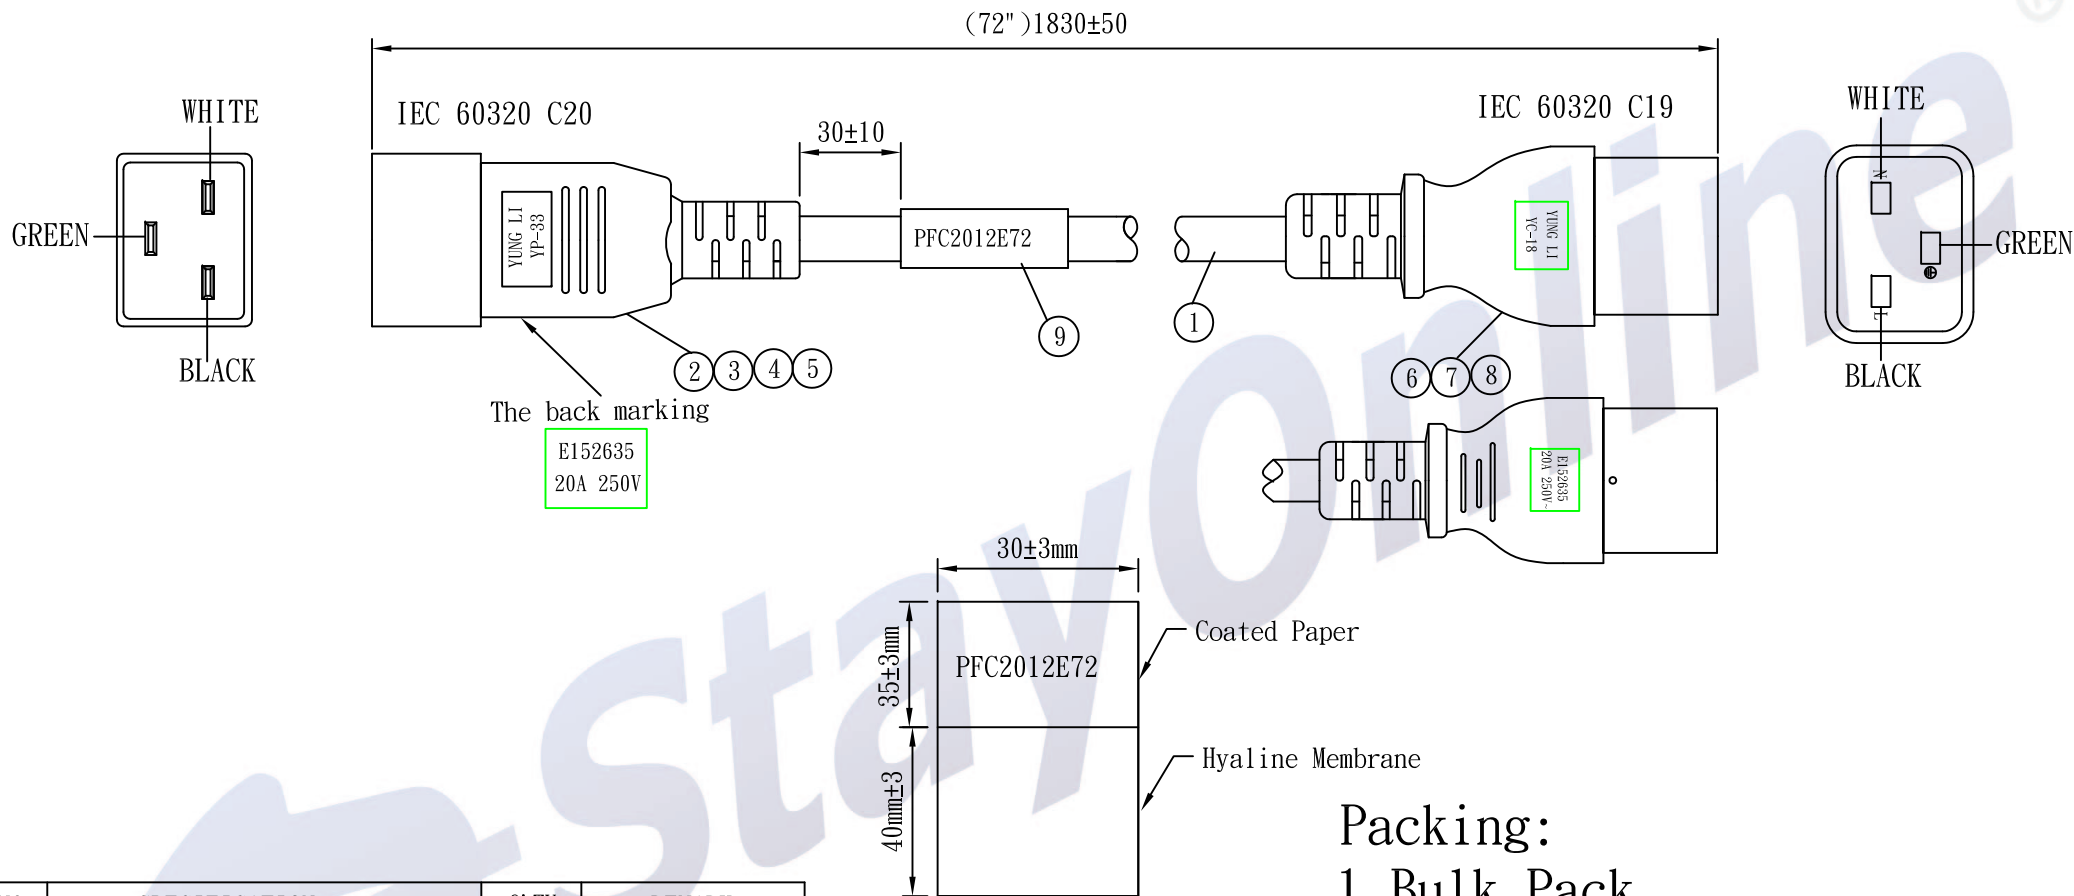 (72")1830±50
IEC 60320 C20
IEC 60320 C19
WHITE
GREEN
BLACK
30±10
YUNG LI
YP-33
PFC2012E72
YUNG LI
YC-18
WHITE
N
GREEN
L
BLACK
9
1
2 3 4 5
6 7 8
The back marking
E152635
20A 250V
E152635
20A 250V~
30±3mm
35±3mm
PFC2012E72
Coated Paper
40mm±3
Hyaline Membrane
Packing:
1 Bulk Pack
StayOnline
®